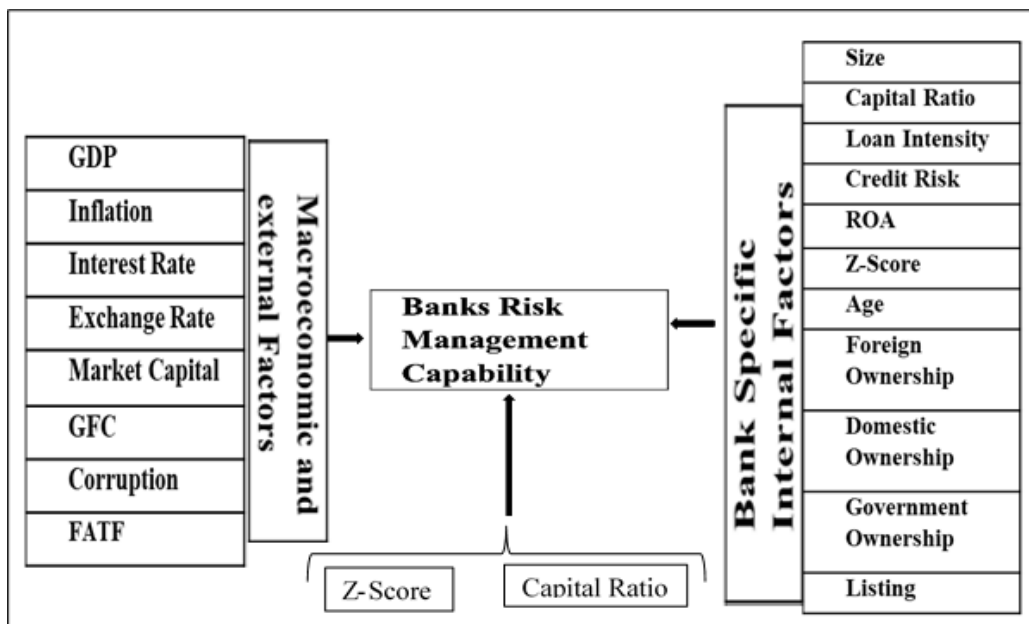 GDP
Inflation
Interest Rate
Exchange Rate
Market Capital
GFC
Corruption
FATF
Macroeconomic and
external Factors
Banks Risk
Management
Capability
Z-Score
Capital Ratio
Bank Specific
Internal Factors
Size
Capital Ratio
Loan Intensity
Credit Risk
ROA
Z-Score
Age
Foreign
Ownership
Domestic
Ownership
Government
Ownership
Listing